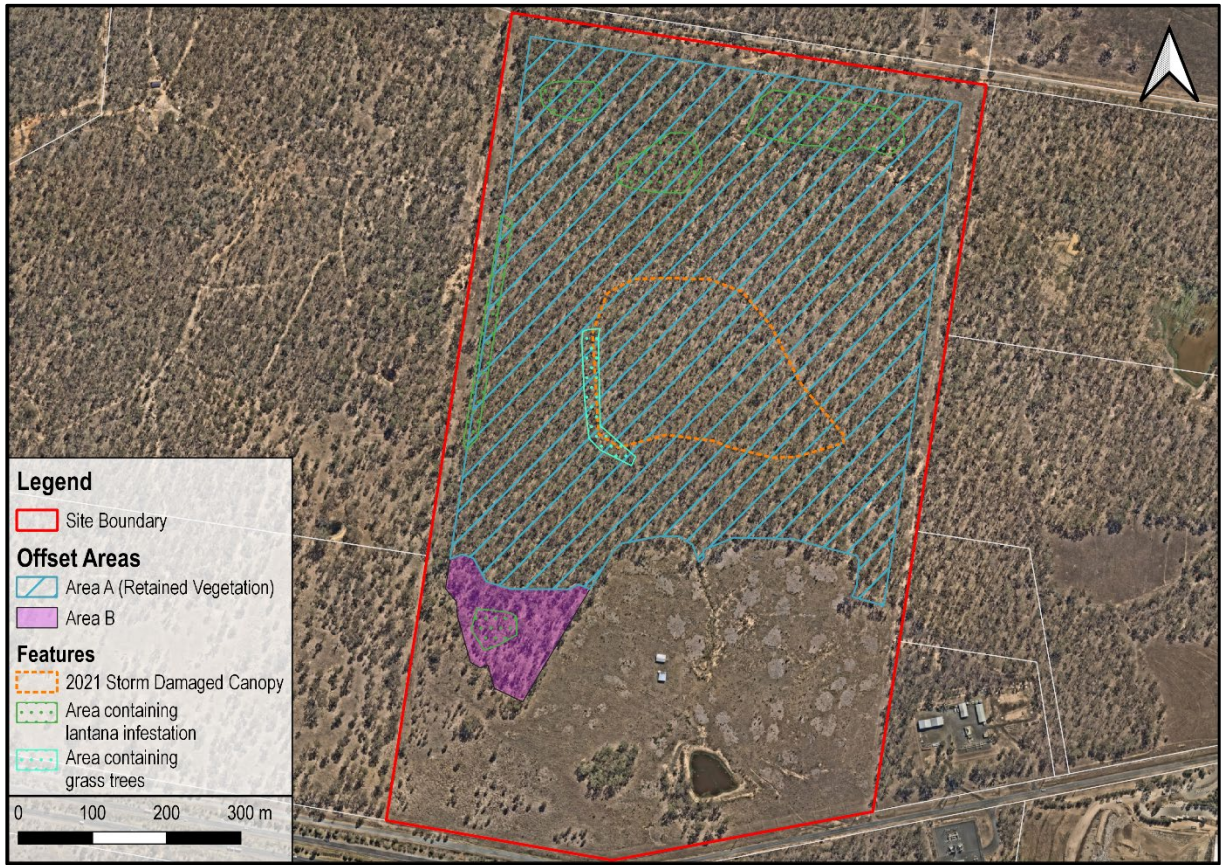 Legend
Site Boundary
Offset Areas
Area A (Retained Vegetation)
Area B
Features
2021 Storm Damaged Canopy
Area containing
lantana infestation
Area containing
grass trees
0 100 200 300 m